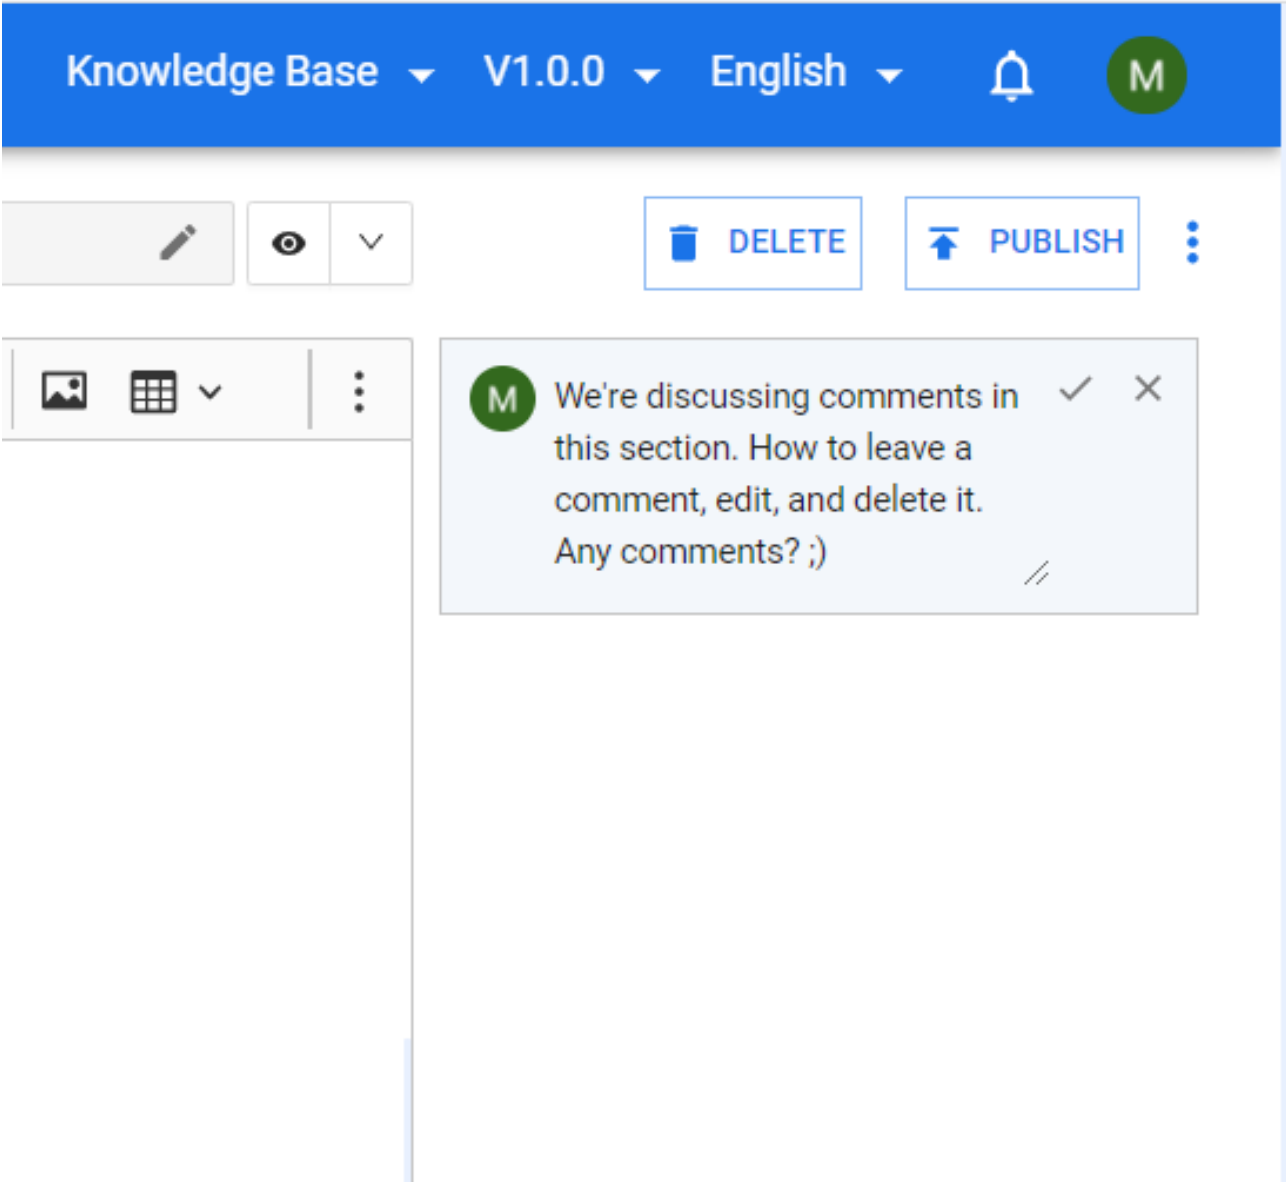 Knowledge Base V1.0.0 English M
DELETE PUBLISH
M We're discussing comments in
this section. How to leave a
comment, edit, and delete it.
Any comments? ;)